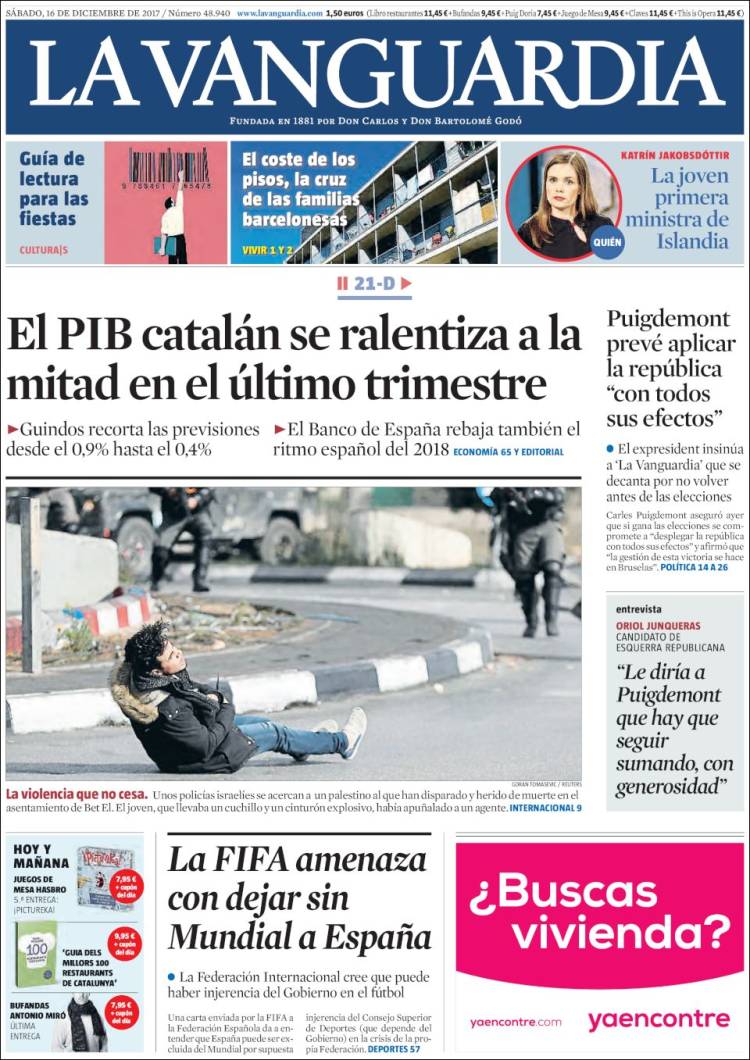 SÁBADO, 16 DE DICIEMBRE DE 2017 / Número 48.940 www.lavanguardia.com 1,50 euros (Libro restaurantes 11,45 € + Bufandas 9,45 € + Puig Doria 7,45 € + Juego de Mesa 9,45 € + Claves 11,45 € + This is Opera 11,45 €)
LA VANGUARDIA
FUNDADA EN 1881 POR DON CARLOS Y DON BARTOLOMÉ GODÓ
Guía de
lectura
para las
fiestas
CULTURA|S
El coste de los
pisos, la cruz
de las familias
barcelonesas
VIVIR 1 Y 2
KATRÍN JAKOBSDÓTTIR
La joven
primera
ministra de
Islandia
QUIÉN
21-D
El PIB catalán se ralentiza a la
mitad en el último trimestre
Guindos recorta las previsiones
desde el 0,9% hasta el 0,4%
El Banco de España rebaja también el
ritmo español del 2018 ECONOMÍA 65 Y EDITORIAL
Puigdemont
prevé aplicar
la república
“con todos
sus efectos”
• El expresident insinúa
a ‘La Vanguardia’ que se
decanta por no volver
antes de las elecciones
Carles Puigdemont aseguró ayer
que si gana las elecciones se com-
promete a “desplegar la república
con todos sus efectos” y afirmó que
“la gestión de esta victoria se hace
en Bruselas”. POLÍTICA 14 A 26
GORAN TOMASEVIC / REUTERS
La violencia que no cesa. Unos policías israelíes se acercan a un palestino al que han disparado y herido de muerte en el
asentamiento de Bet El. El joven, que llevaba un cuchillo y un cinturón explosivo, había apuñalado a un agente. INTERNACIONAL 9
entrevista
ORIOL JUNQUERAS
CANDIDATO DE
ESQUERRA REPUBLICANA
“Le diría a
Puigdemont
que hay que
seguir
sumando, con
generosidad”
HOY Y
MAÑANA
JUEGOS DE
MESA HASBRO
5.ª ENTREGA:
¡PICTUREKA!
7,95 €
+ cupón
del día
100
9,95 €
+ cupón
del día
‘GUIA DELS
MILLORS 100
RESTAURANTS
DE CATALUNYA’
BUFANDAS
ANTONIO MIRÓ
ÚLTIMA
ENTREGA
7,95 €
+ cupón
del día
La FIFA amenaza
con dejar sin
Mundial a España
• La Federación Internacional cree que puede
haber injerencia del Gobierno en el fútbol
Una carta enviada por la FIFA a
la Federación Española da a en-
tender que España puede ser ex-
cluida del Mundial por supuesta
injerencia del Consejo Superior
de Deportes (que depende del
Gobierno) en la crisis de la pro-
pia Federación. DEPORTES 57
¿Buscas
vivienda?
yaencontre.com
yaencontre